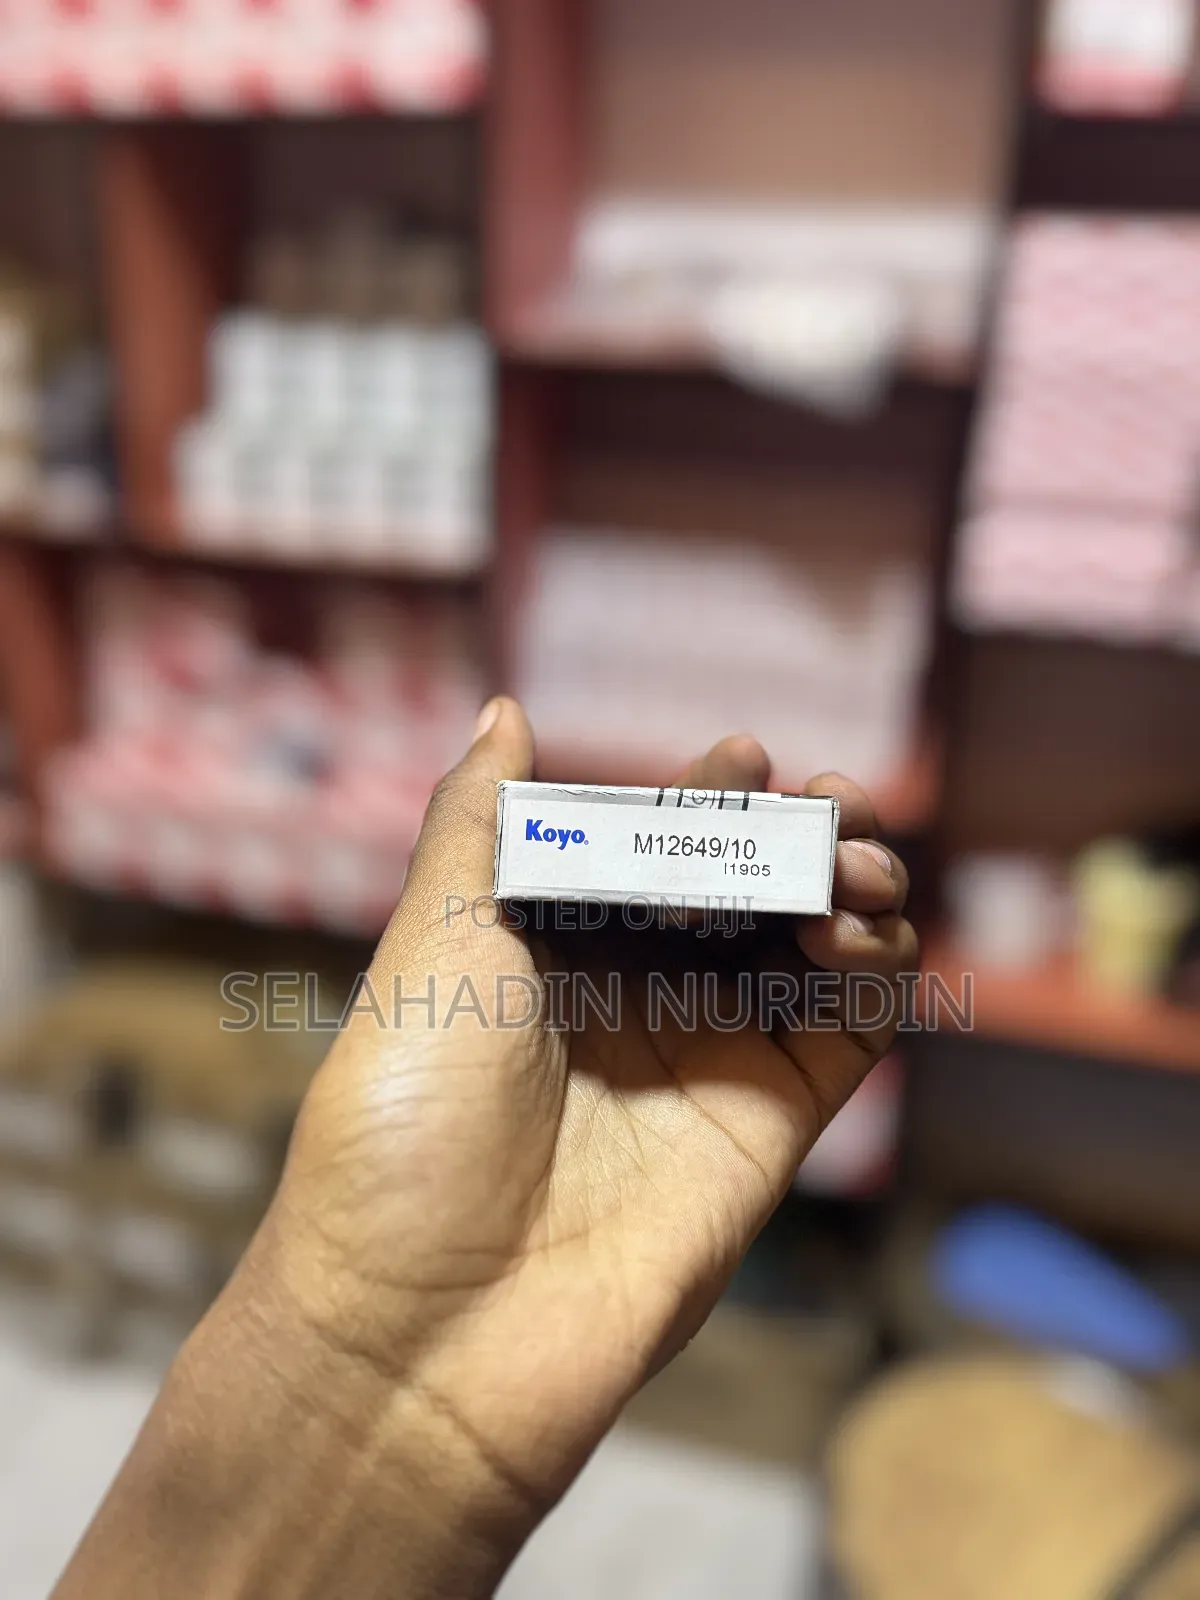 Koyo
M12649/10
I1905
POSTED ON JIJI
SELAHADIN NUREDIN